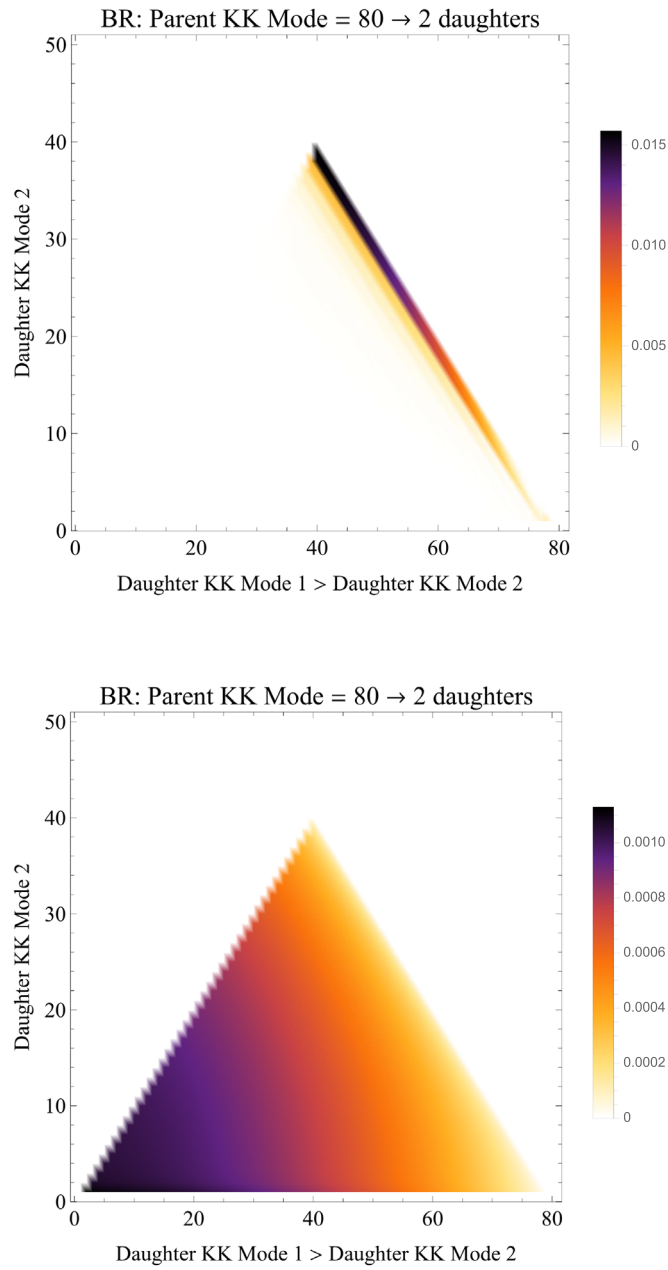 BR: Parent KK Mode = 80 → 2 daughters
50
40
30
20
10
0
Daughter KK Mode 2
0 20 40 60 80
Daughter KK Mode 1 > Daughter KK Mode 2
0.015
0.010
0.005
0
BR: Parent KK Mode = 80 → 2 daughters
50
40
30
20
10
0
Daughter KK Mode 2
0 20 40 60 80
Daughter KK Mode 1 > Daughter KK Mode 2
0.0010
0.0008
0.0006
0.0004
0.0002
0